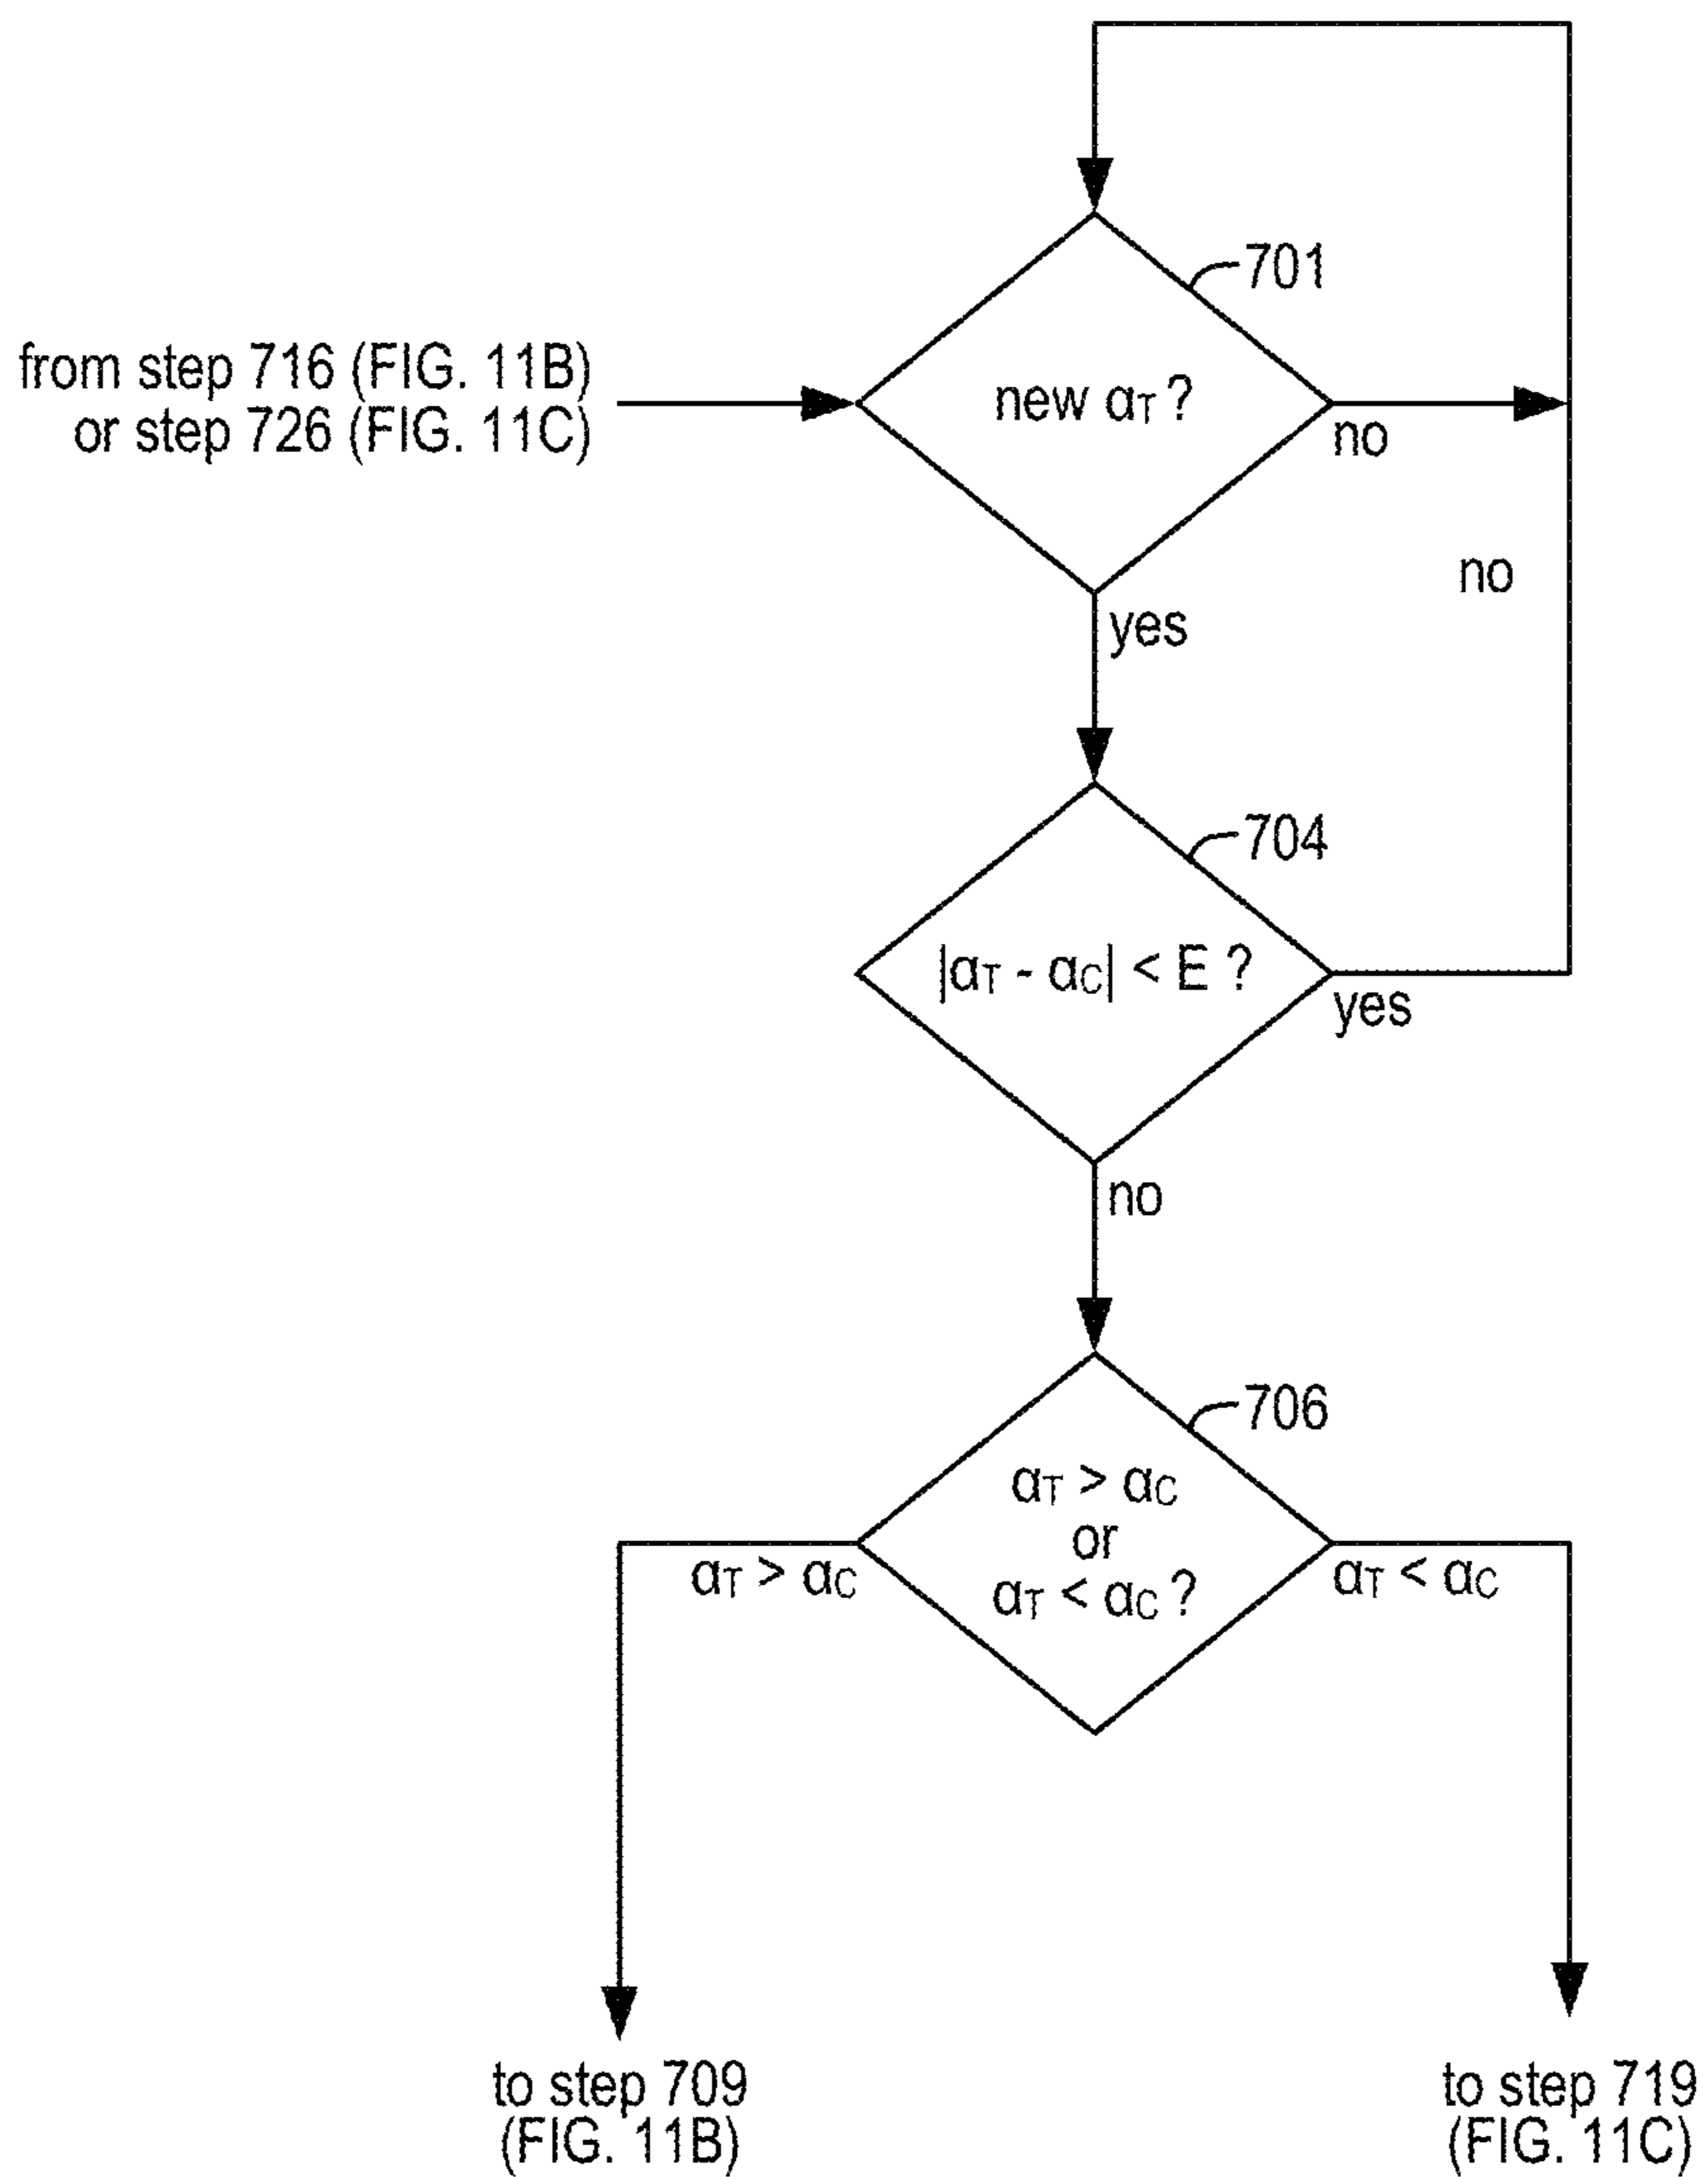 701
from step 716 (FIG. 11B)
or step 726 (FIG. 11C)
new αT ?
no
no
yes
704
|αT - αC| < E ?
yes
no
706
αT > αC
or
αT < αC ?
αT > αC
αT < αC
to step 709
(FIG. 11B)
to step 719
(FIG. 11C)